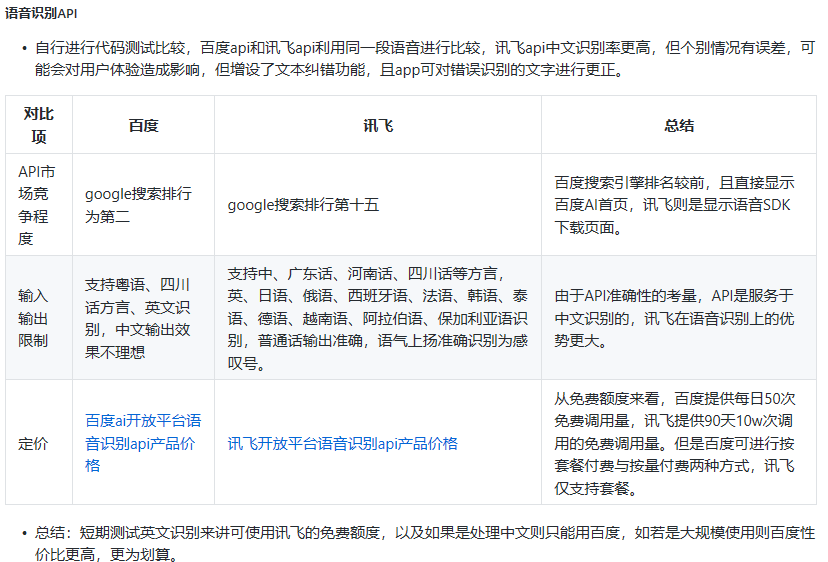 语音识别API
• 自行进行代码测试比较，百度api和讯飞api利用同一段语音进行比较，讯飞api中文识别率更高，但个别情况有误差，可
能会对用户体验造成影响，但增设了文本纠错功能，且app可对错误识别的文字进行更正。
对比
项
百度
讯飞
总结
API市
场竞
争程
度
google搜索排行
为第二
google搜索排行第十五
百度搜索引擎排名较前，且直接显示
百度AI首页，讯飞则是显示语音SDK
下载页面。
输入
输出
限制
支持粤语、四川
话方言、英文识
别，中文输出效
果不理想
支持中、广东话、河南话、四川话等方言，
英、日语、俄语、西班牙语、法语、韩语、泰
语、德语、越南语、阿拉伯语、保加利亚语识
别，普通话输出准确，语气上扬准确识别为感
叹号。
由于API准确性的考量，API是服务于
中文识别的，讯飞在语音识别上的优
势更大。
定价
百度ai开放平台语
音识别api产品价
格
讯飞开放平台语音识别api产品价格
从免费额度来看，百度提供每日50次
免费调用量，讯飞提供90天10w次调
用的免费调用量。但是百度可进行按
套餐付费与按量付费两种方式，讯飞
仅支持套餐。
• 总结：短期测试英文识别来讲可使用讯飞的免费额度，以及如果是处理中文则只能用百度，如若是大规模使用则百度性
价比更高，更为划算。